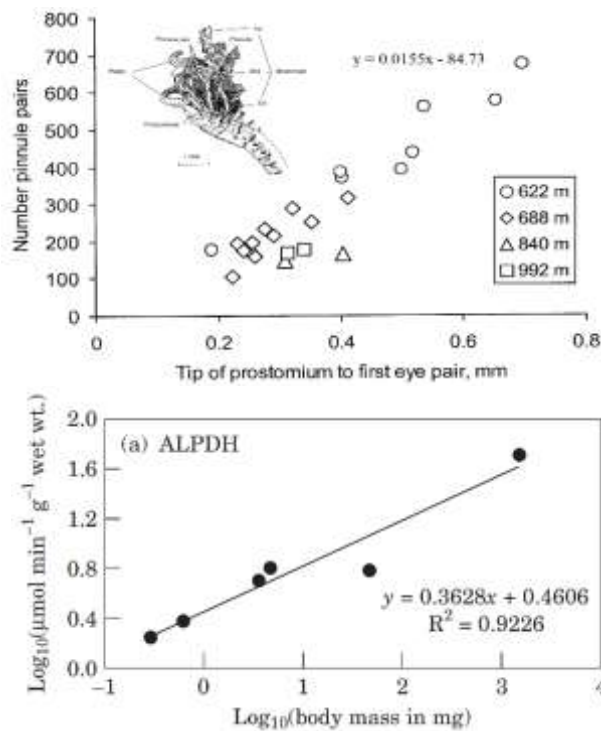 800
700
600
500
400
300
200
100
0
Number pinnule pairs
y = 0.0155x - 84.73
622 m
688 m
840 m
992 m
0 0.2 0.4 0.6 0.8
Tip of prostomium to first eye pair, mm
2.0
1.6
1.2
0.8
0.4
0.0
Log₁₀(μmol min⁻¹ g⁻¹ wet wt.)
(a) ALPDH
y = 0.3628x + 0.4606
R² = 0.9226
−1 0 1 2 3 4
Log₁₀(body mass in mg)